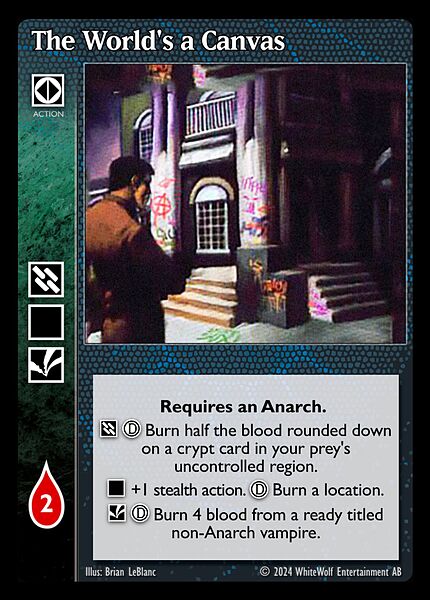 The World's a Canvas
ACTION
Requires an Anarch.
Ⓓ Burn half the blood rounded down
on a crypt card in your prey's
uncontrolled region.
+1 stealth action. Ⓓ Burn a location.
Ⓓ Burn 4 blood from a ready titled
non-Anarch vampire.
2
Illus: Brian LeBlanc © 2024 WhiteWolf Entertainment AB